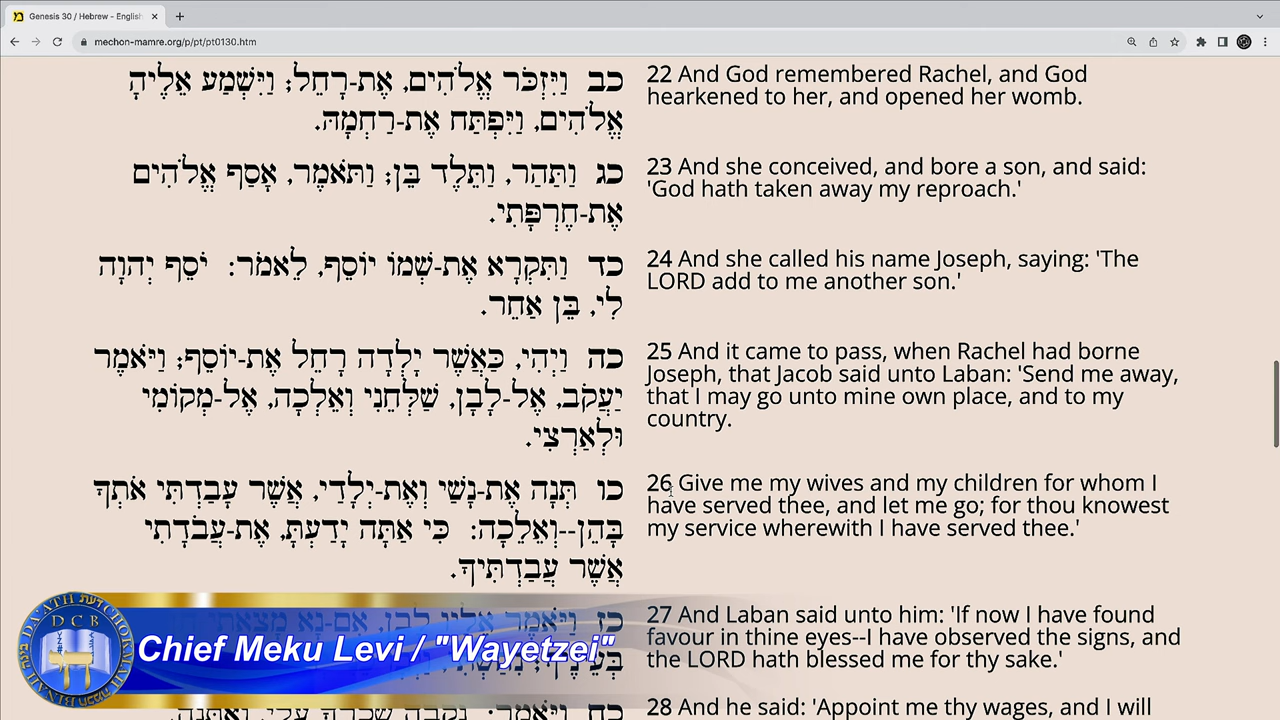 Genesis 30 / Hebrew - English
mechon-mamre.org/p/pt/pt0130.htm
כב וַיִּזְכֹּר אֱלֹהִים, אֶת-רָחֵל; וַיִּשְׁמַע אֵלֶיהָ
אֱלֹהִים, וַיִּפְתַּח אֶת-רַחְמָהּ.
22 And God remembered Rachel, and God
hearkened to her, and opened her womb.
כג וַתַּהַר, וַתֵּלֶד בֵּן; וַתֹּאמֶר, אָסַף אֱלֹהִים
אֶת-חֶרְפָּתִי.
23 And she conceived, and bore a son, and said:
'God hath taken away my reproach.'
כד וַתִּקְרָא אֶת-שְׁמוֹ יוֹסֵף, לֵאמֹר: יֹסֵף יְהוָה
לִי, בֵּן אַחֵר.
24 And she called his name Joseph, saying: 'The
LORD add to me another son.'
כה וַיְהִי, כַּאֲשֶׁר יָלְדָה רָחֵל אֶת-יוֹסֵף; וַיֹּאמֶר
יַעֲקֹב, אֶל-לָבָן, שַׁלְּחֵנִי וְאֵלְכָה, אֶל-מְקוֹמִי
וּלְאַרְצִי.
25 And it came to pass, when Rachel had borne
Joseph, that Jacob said unto Laban: 'Send me away,
that I may go unto mine own place, and to my
country.
כו תְּנָה אֶת-נָשַׁי וְאֶת-יְלָדַי, אֲשֶׁר עָבַדְתִּי אֹתְךָ
בָּהֵן--וְאֵלֵכָה: כִּי אַתָּה יָדַעְתָּ, אֶת-עֲבֹדָתִי
אֲשֶׁר עֲבַדְתִּיךָ.
26 Give me my wives and my children for whom I
have served thee, and let me go; for thou knowest
my service wherewith I have served thee.'
כז וַיֹּאמֶר אֵלָיו לָבָן, אִם-נָא מָצָאתִי חֵן
27 And Laban said unto him: 'If now I have found
favour in thine eyes--I have observed the signs, and
the LORD hath blessed me for thy sake.'
28 And he said: 'Appoint me thy wages, and I will
DCB
Chief Meku Levi / "Wayetzei"